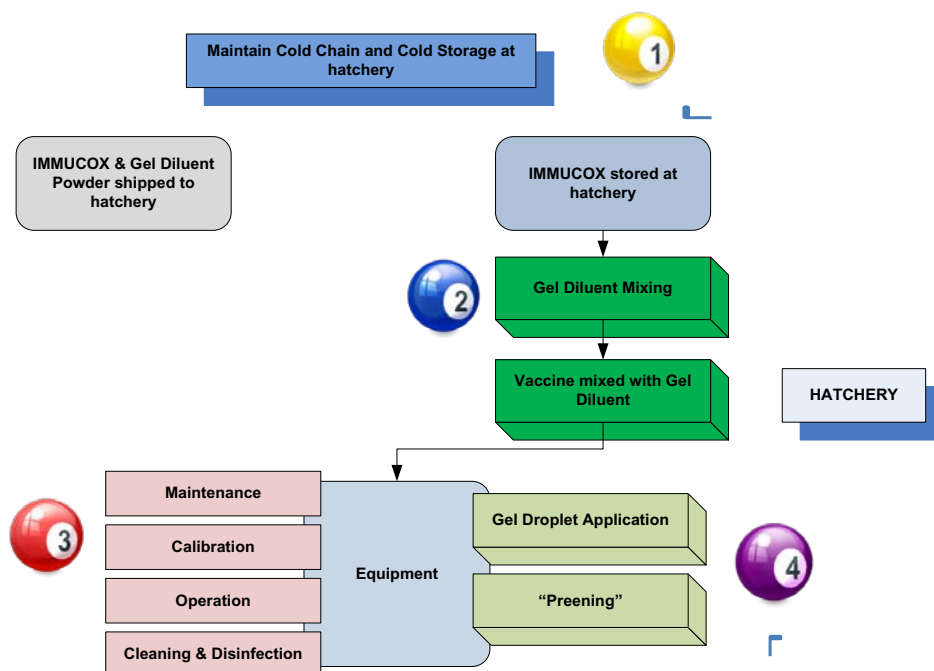 Maintain Cold Chain and Cold Storage at
hatchery
1
IMMUCOX & Gel Diluent
Powder shipped to
hatchery
IMMUCOX stored at
hatchery
2
Gel Diluent Mixing
Vaccine mixed with Gel
Diluent
HATCHERY
3
Maintenance
Calibration
Operation
Cleaning & Disinfection
Equipment
Gel Droplet Application
“Preening”
4